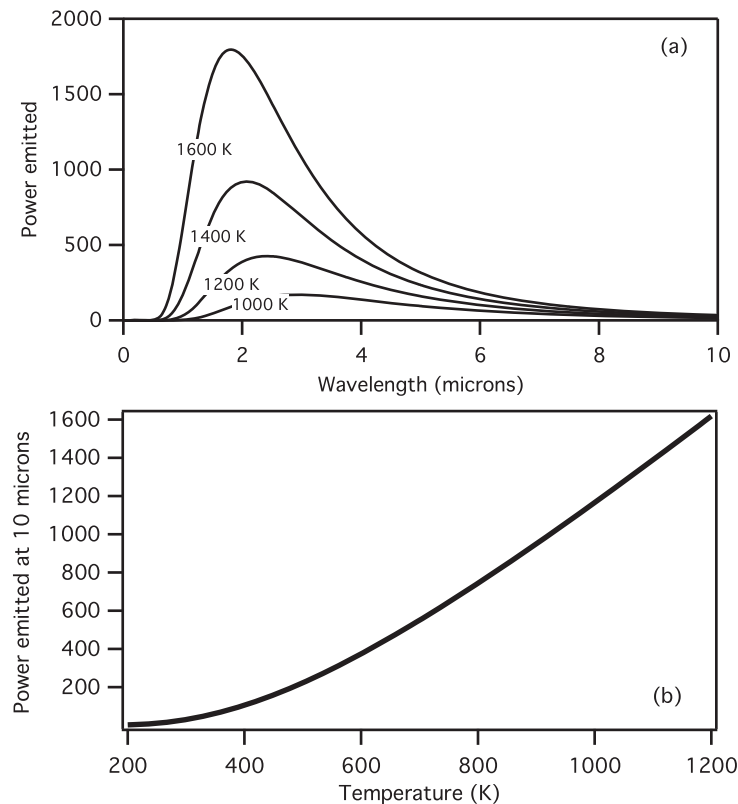 2000
(a)
1500
1000
500
0
Power emitted
1600 K
1400 K
1200 K
1000 K
0 2 4 6 8 10
Wavelength (microns)
1600
1400
1200
1000
800
600
400
200
Power emitted at 10 microns
(b)
200 400 600 800 1000 1200
Temperature (K)